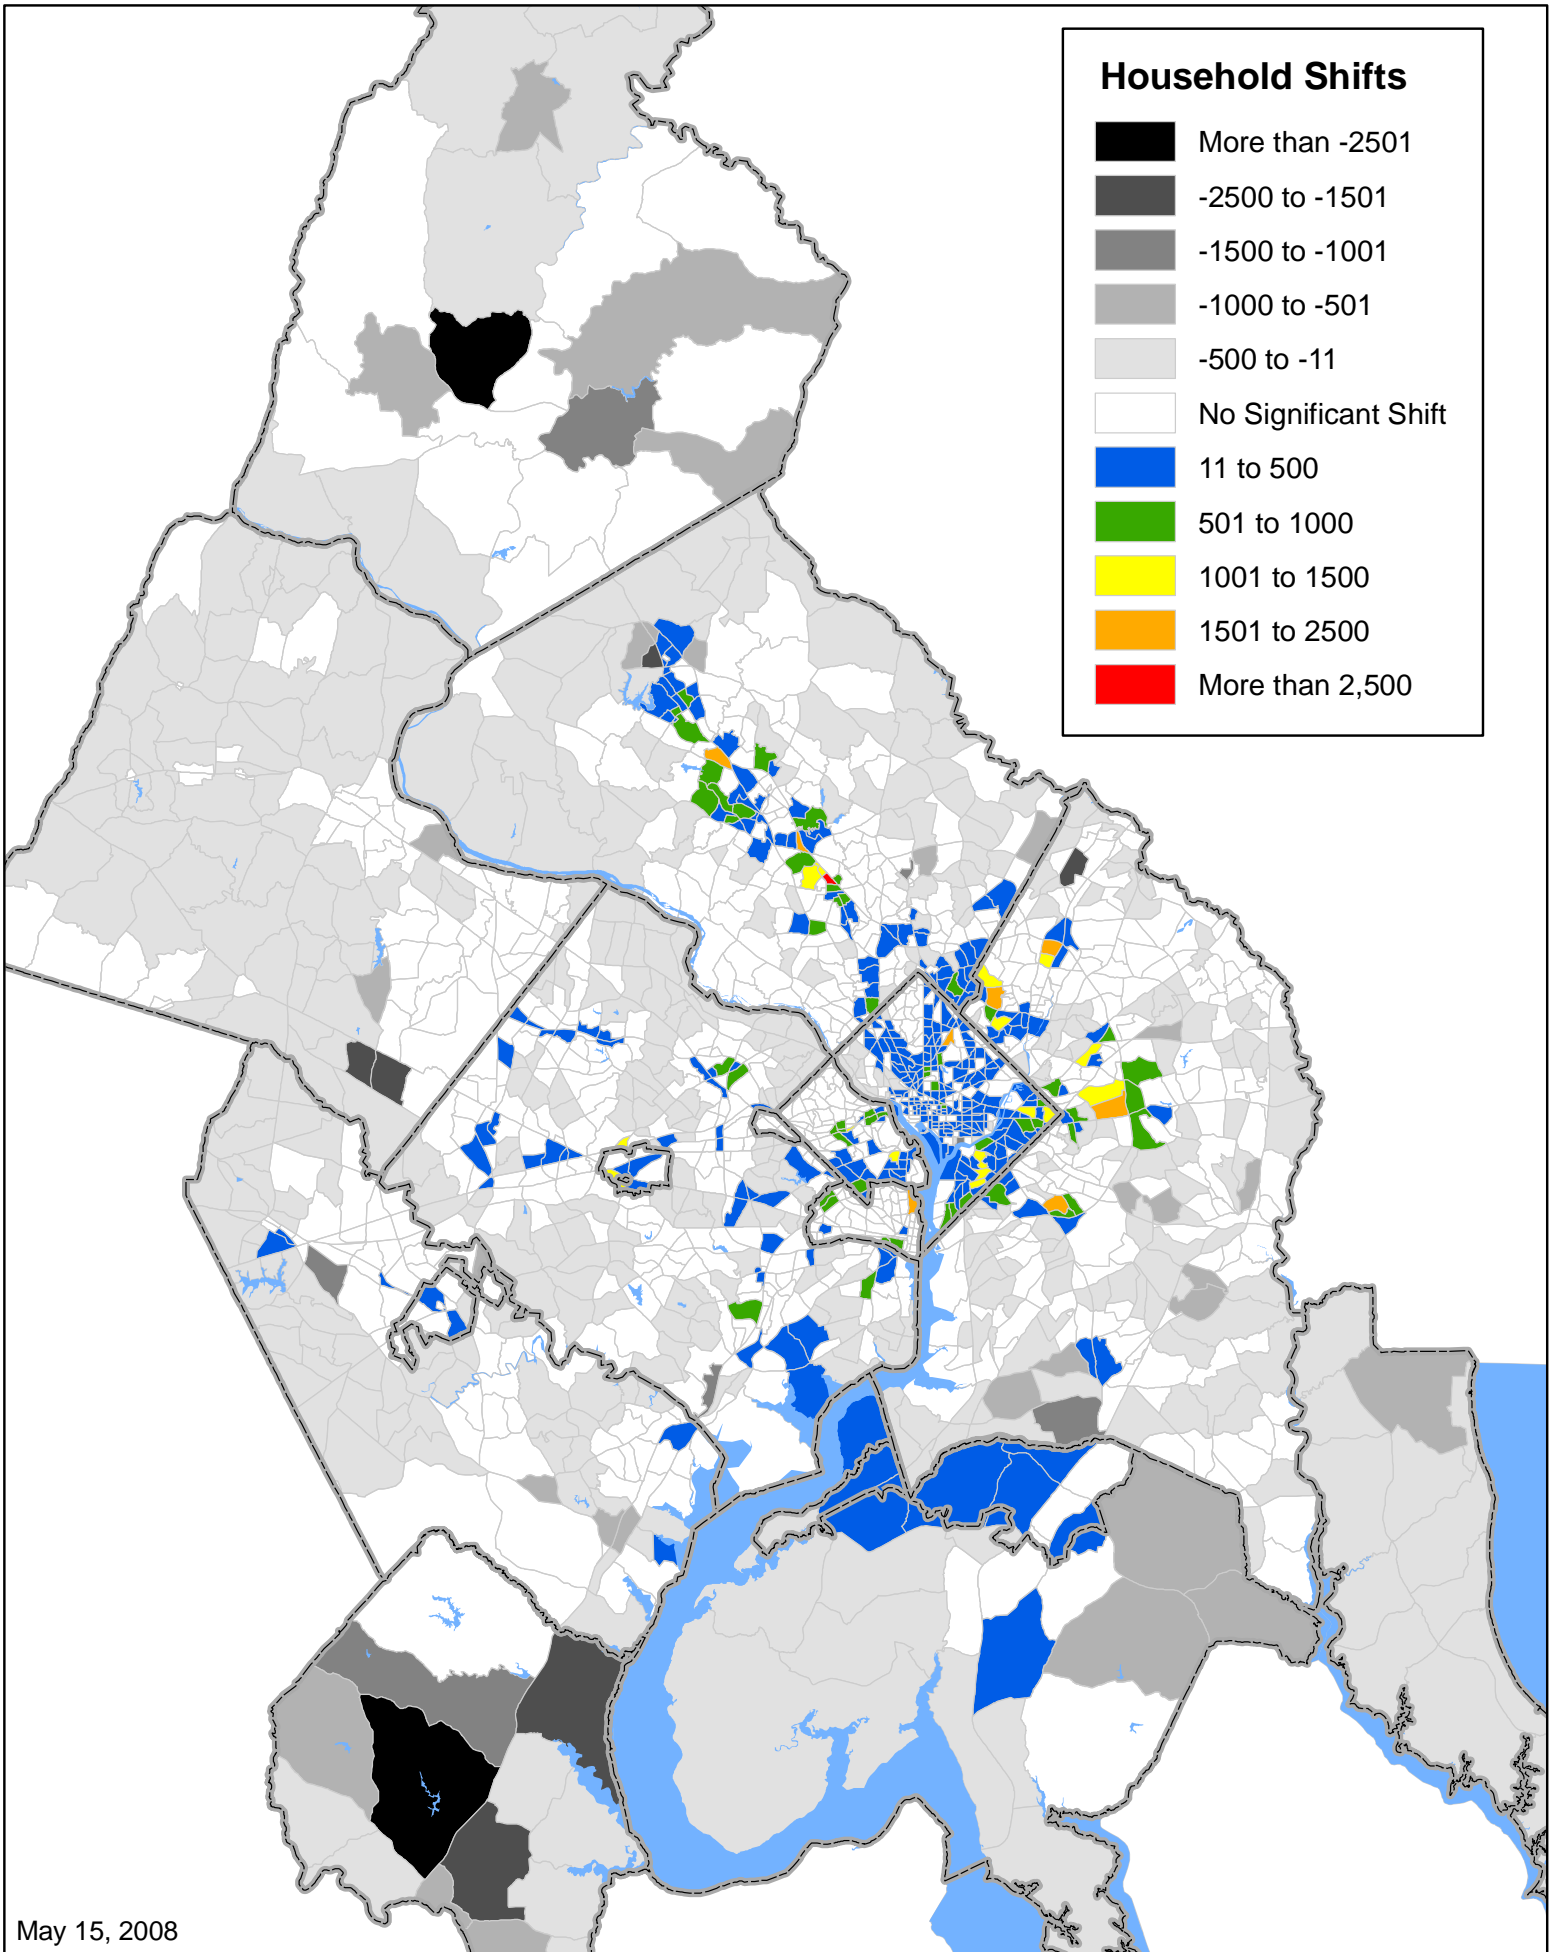 Household Shifts
More than -2501
-2500 to -1501
-1500 to -1001
-1000 to -501
-500 to -11
No Significant Shift
11 to 500
501 to 1000
1001 to 1500
1501 to 2500
More than 2,500
May 15, 2008